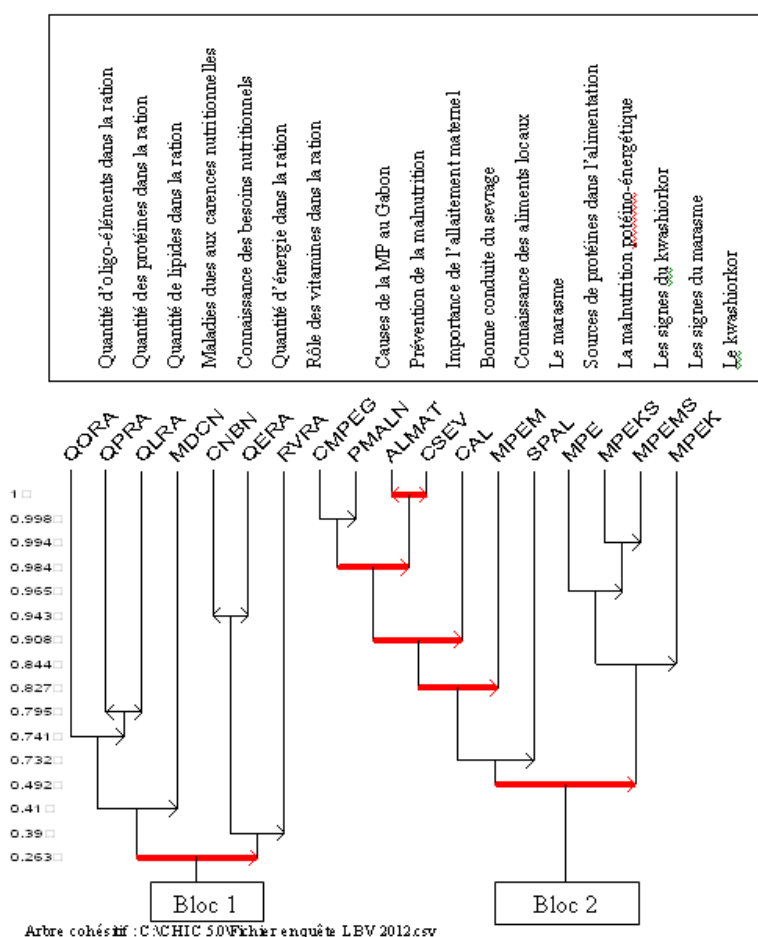 Quantité d'oligo-éléments dans la ration
Quantité des protéines dans la ration
Quantité de lipides dans la ration
Maladies dues aux carences nutritionnelles
Connaissance des besoins nutritionnels
Quantité d'énergie dans la ration
Rôle des vitamines dans la ration
Causes de la MP au Gabon
Prévention de la malnutrition
Importance de l'allaitement maternel
Bonne conduite du sevrage
Connaissance des aliments locaux
Le marasme
Sources de protéines dans l'alimentation
La malnutrition potéino-énergétique
Les signes du kwashiorkor
Les signes du marasme
Le kwashiorkor
QORA
QPRA
QLRA
MDCN
CNBN
QERA
RVRA
CMPEG
PMALN
ALMAT
CSEV
CAL
MPEM
SPAL
MPE
MPEKS
MPEMS
MPEK
1
0.998
0.994
0.984
0.965
0.943
0.908
0.844
0.827
0.795
0.741
0.732
0.492
0.41
0.39
0.263
Bloc 1
Bloc 2
Arbre cohésitif : C:\CHIC 5.0\Fichier enquête LBV 2012.csv